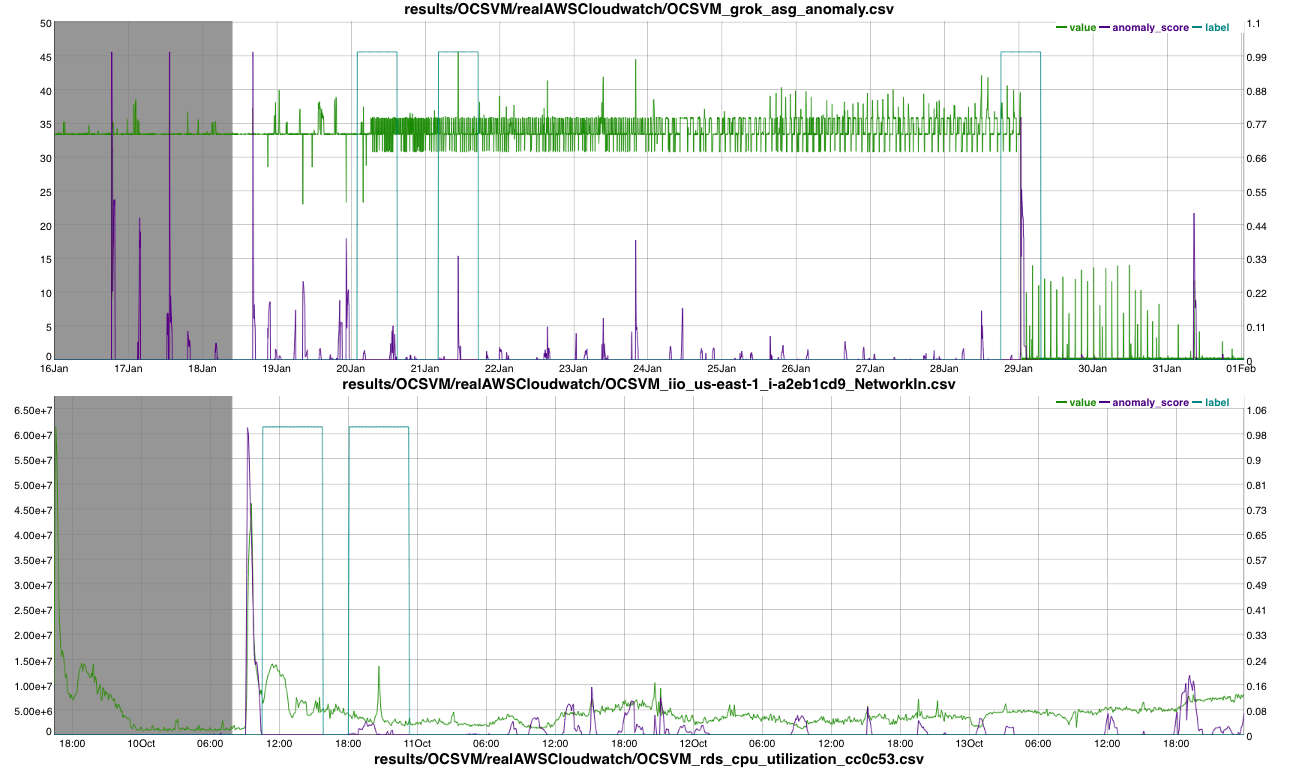 results/OCSVM/realAWSCloudwatch/OCSVM_grok_asg_anomaly.csv
value anomaly_score label
50 1.1
45 0.99
40 0.88
35 0.77
30 0.66
25 0.55
20 0.44
15 0.33
10 0.22
5 0.11
0 0
16Jan 17Jan 18Jan 19Jan 20Jan 21Jan 22Jan 23Jan 24Jan 25Jan 26Jan 27Jan 28Jan 29Jan 30Jan 31Jan 01Feb
results/OCSVM/realAWSCloudwatch/OCSVM_iio_us-east-1_i-a2eb1cd9_NetworkIn.csv
value anomaly_score label
6.50e+7 1.06
6.00e+7 0.98
5.50e+7 0.9
5.00e+7 0.81
4.50e+7 0.73
4.00e+7 0.65
3.50e+7 0.57
3.00e+7 0.49
2.50e+7 0.41
2.00e+7 0.33
1.50e+7 0.24
1.00e+7 0.16
5.00e+6 0.08
0 0
18:00 10Oct 06:00 12:00 18:00 11Oct 06:00 12:00 18:00 12Oct 06:00 12:00 18:00 13Oct 06:00 12:00 18:00
results/OCSVM/realAWSCloudwatch/OCSVM_rds_cpu_utilization_cc0c53.csv